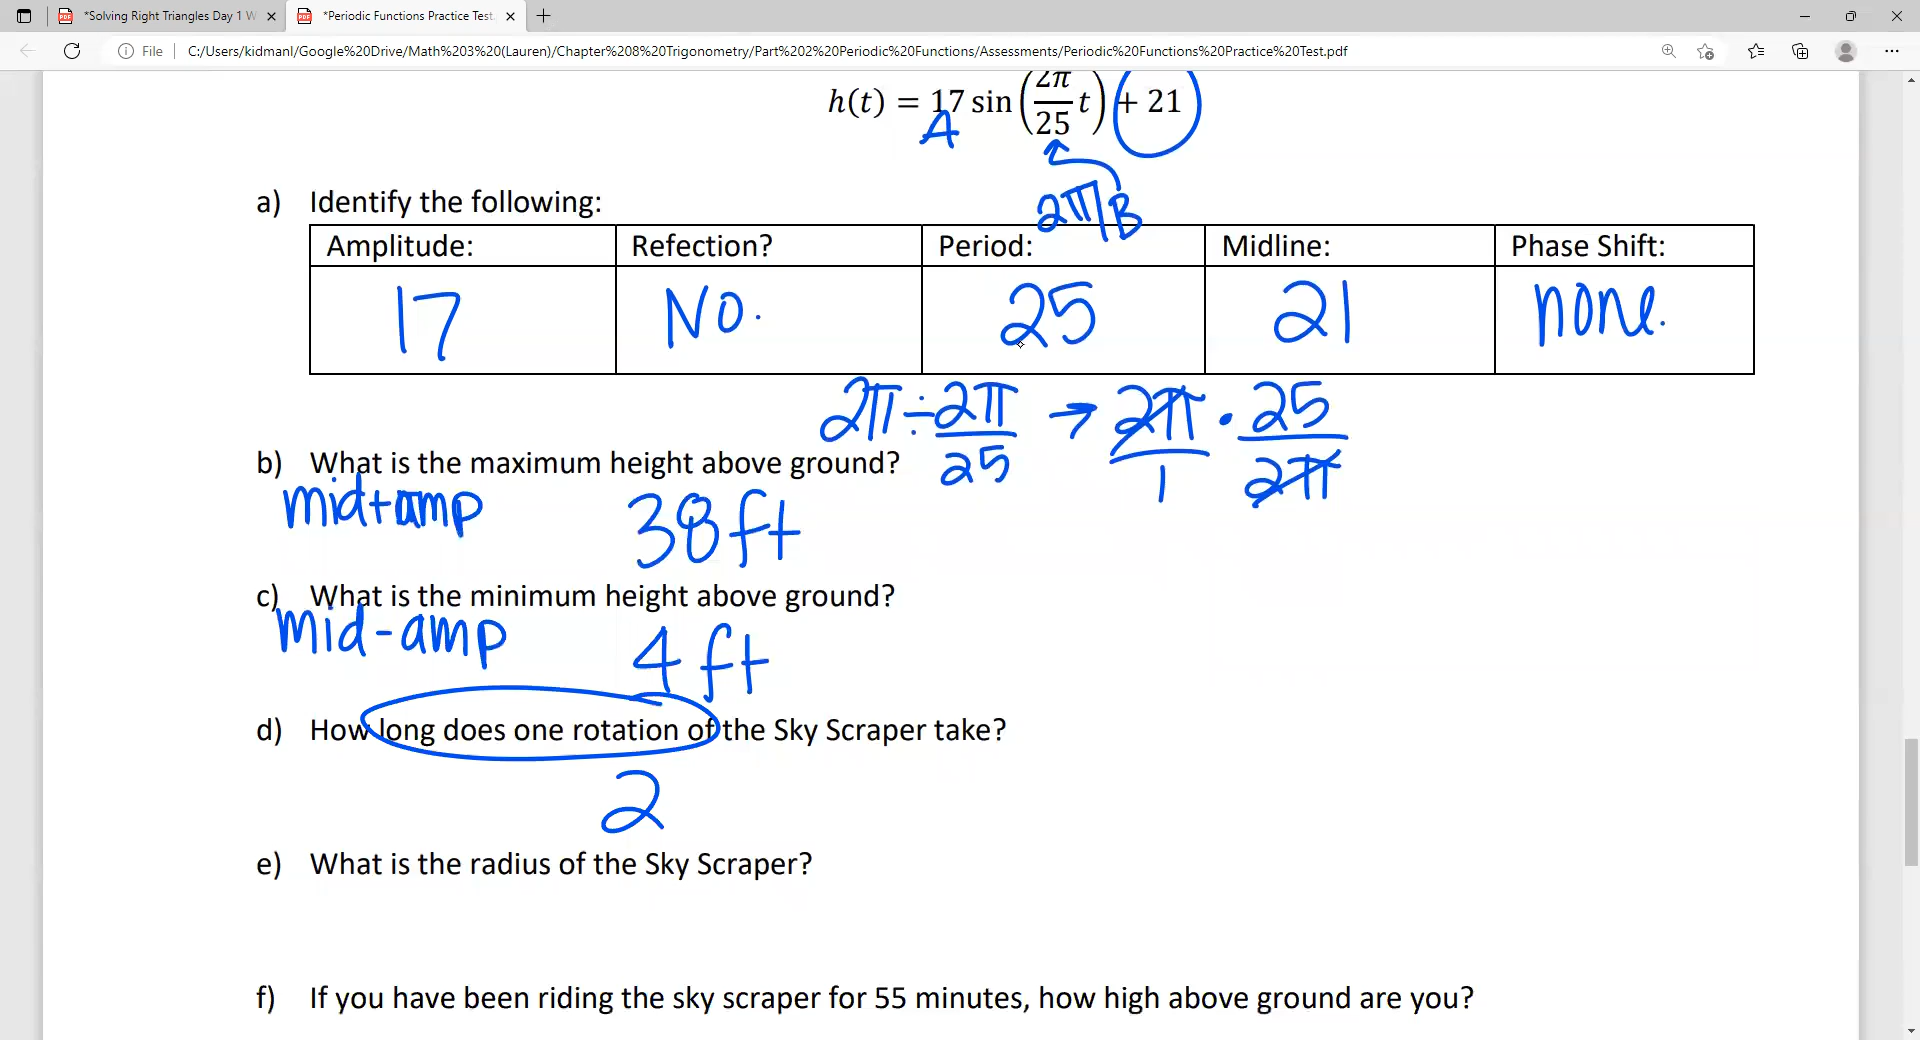 *Solving Right Triangles Day 1 W
*Periodic Functions Practice Test.
File | C:/Users/kidmanl/Google%20Drive/Math%203%20(Lauren)/Chapter%208%20Trigonometry/Part%202%20Periodic%20Functions/Assessments/Periodic%20Functions%20Practice%20Test.pdf
h(t) = 17 sin (2π/25 t) + 21
A
2π/B
a) Identify the following:
Amplitude: Refection? Period: Midline: Phase Shift:
17 No. 25 21 none.
2π ÷ 2π/25 → 2π/1 · 25/2π
b) What is the maximum height above ground?
mid+amp 38 ft
c) What is the minimum height above ground?
mid-amp 4 ft
d) How long does one rotation of the Sky Scraper take?
2
e) What is the radius of the Sky Scraper?
f) If you have been riding the sky scraper for 55 minutes, how high above ground are you?